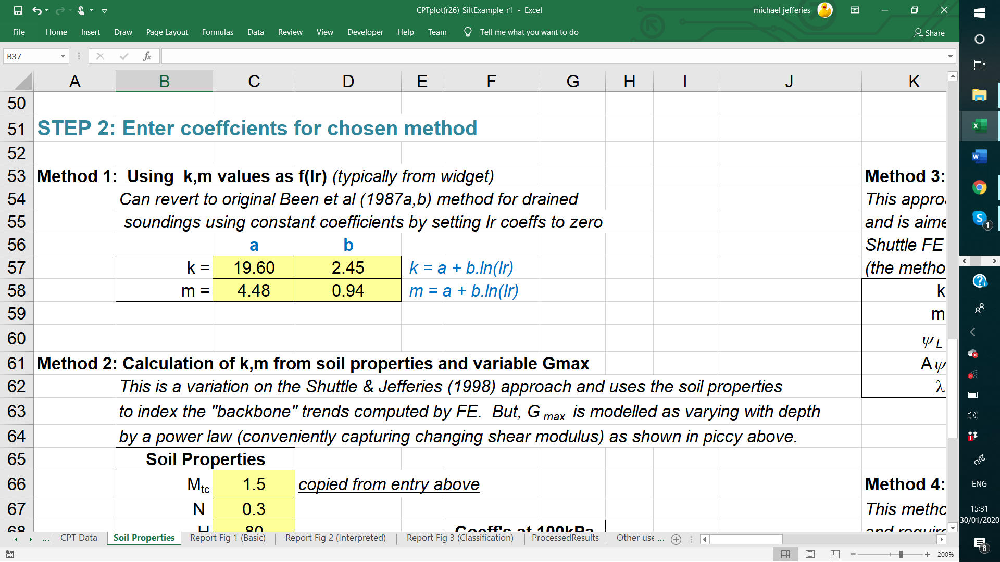 CPTplot(r26)_SiltExample_r1 - Excel
michael jefferies
File Home Insert Draw Page Layout Formulas Data Review View Developer Help Team Tell me what you want to do Share
B37 fx
A B C D E F G H I J K
50
51 STEP 2: Enter coeffcients for chosen method
52
53 Method 1: Using k,m values as f(Ir) (typically from widget) Method 3:
54 Can revert to original Been et al (1987a,b) method for drained This appro
55 soundings using constant coefficients by setting Ir coeffs to zero and is aime
56 a b Shuttle FE
57 k = 19.60 2.45 k = a + b.ln(Ir) (the metho
58 m = 4.48 0.94 m = a + b.ln(Ir) k
59 m
60 ψ L
61 Method 2: Calculation of k,m from soil properties and variable Gmax A ψ
62 This is a variation on the Shuttle & Jefferies (1998) approach and uses the soil properties λ
63 to index the "backbone" trends computed by FE. But, G max is modelled as varying with depth
64 by a power law (conveniently capturing changing shear modulus) as shown in piccy above.
65 Soil Properties
66 Mtc 1.5 copied from entry above Method 4:
67 N 0.3 This metho
68 H 80 Coeff's at 100kPa and require
... CPT Data Soil Properties Report Fig 1 (Basic) Report Fig 2 (Interpreted) Report Fig 3 (Classification) ProcessedResults Other use ...
200%
1
1
ENG
15:31
30/01/2020
8